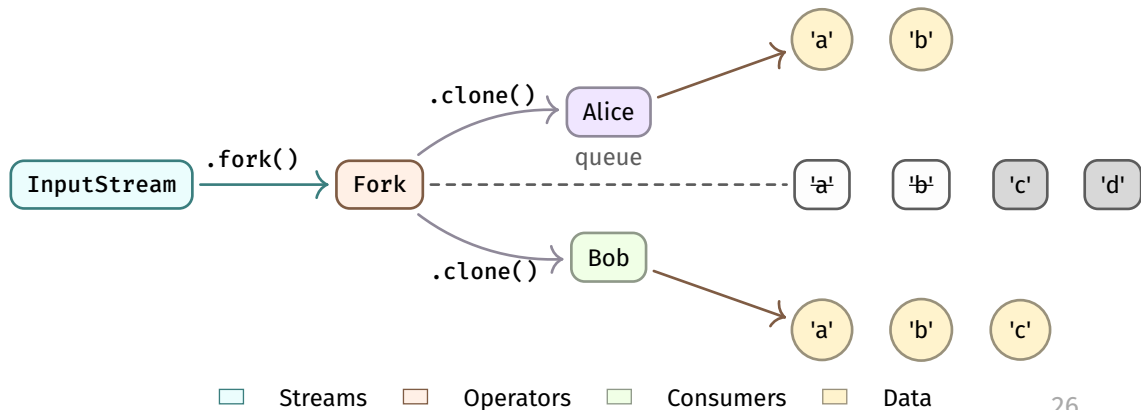 'a' 'b'
.clone()
Alice
queue
.fork()
InputStream
Fork
'a' 'b' 'c' 'd'
Bob
.clone()
'a' 'b' 'c'
Streams Operators Consumers Data
26